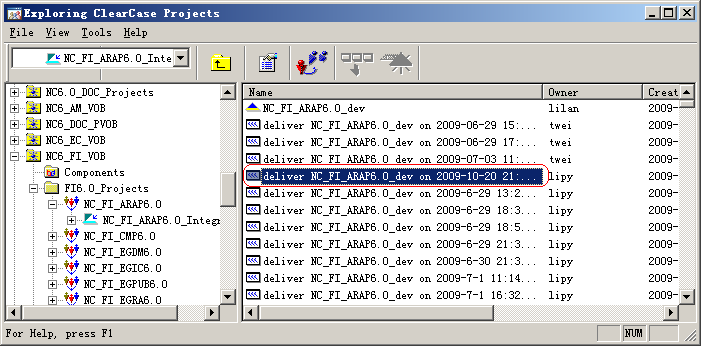 Exploring ClearCase Projects
File View Tools Help
NC_FI_ARAP6.0_Inte
NC6.0_DOC_Projects
NC6_AM_VOB
NC6_DOC_PVOB
NC6_EC_VOB
NC6_FI_VOB
Components
FI6.0_Projects
NC_FI_ARAP6.0
NC_FI_ARAP6.0_Integr
NC_FI_CMP6.0
NC_FI_EGDM6.0
NC_FI_EGIC6.0
NC_FI_EGPUB6.0
NC_FI_EGRA6.0
Name Owner Creat
NC_FI_ARAP6.0_dev lilan 2009-
deliver NC_FI_ARAP6.0_dev on 2009-06-29 15:... twei 2009-
deliver NC_FI_ARAP6.0_dev on 2009-06-29 17:... twei 2009-
deliver NC_FI_ARAP6.0_dev on 2009-07-03 11:... twei 2009-
deliver NC_FI_ARAP6.0_dev on 2009-10-20 21:... lipy 2009-
deliver NC_FI_ARAP6.0_dev on 2009-6-29 13:2... lipy 2009-
deliver NC_FI_ARAP6.0_dev on 2009-6-29 18:3... lipy 2009-
deliver NC_FI_ARAP6.0_dev on 2009-6-29 18:5... lipy 2009-
deliver NC_FI_ARAP6.0_dev on 2009-6-29 21:3... lipy 2009-
deliver NC_FI_ARAP6.0_dev on 2009-6-30 21:3... lipy 2009-
deliver NC_FI_ARAP6.0_dev on 2009-7-1 11:14... lipy 2009-
deliver NC_FI_ARAP6.0_dev on 2009-7-1 16:32... lipy 2009-
For Help, press F1 NUM